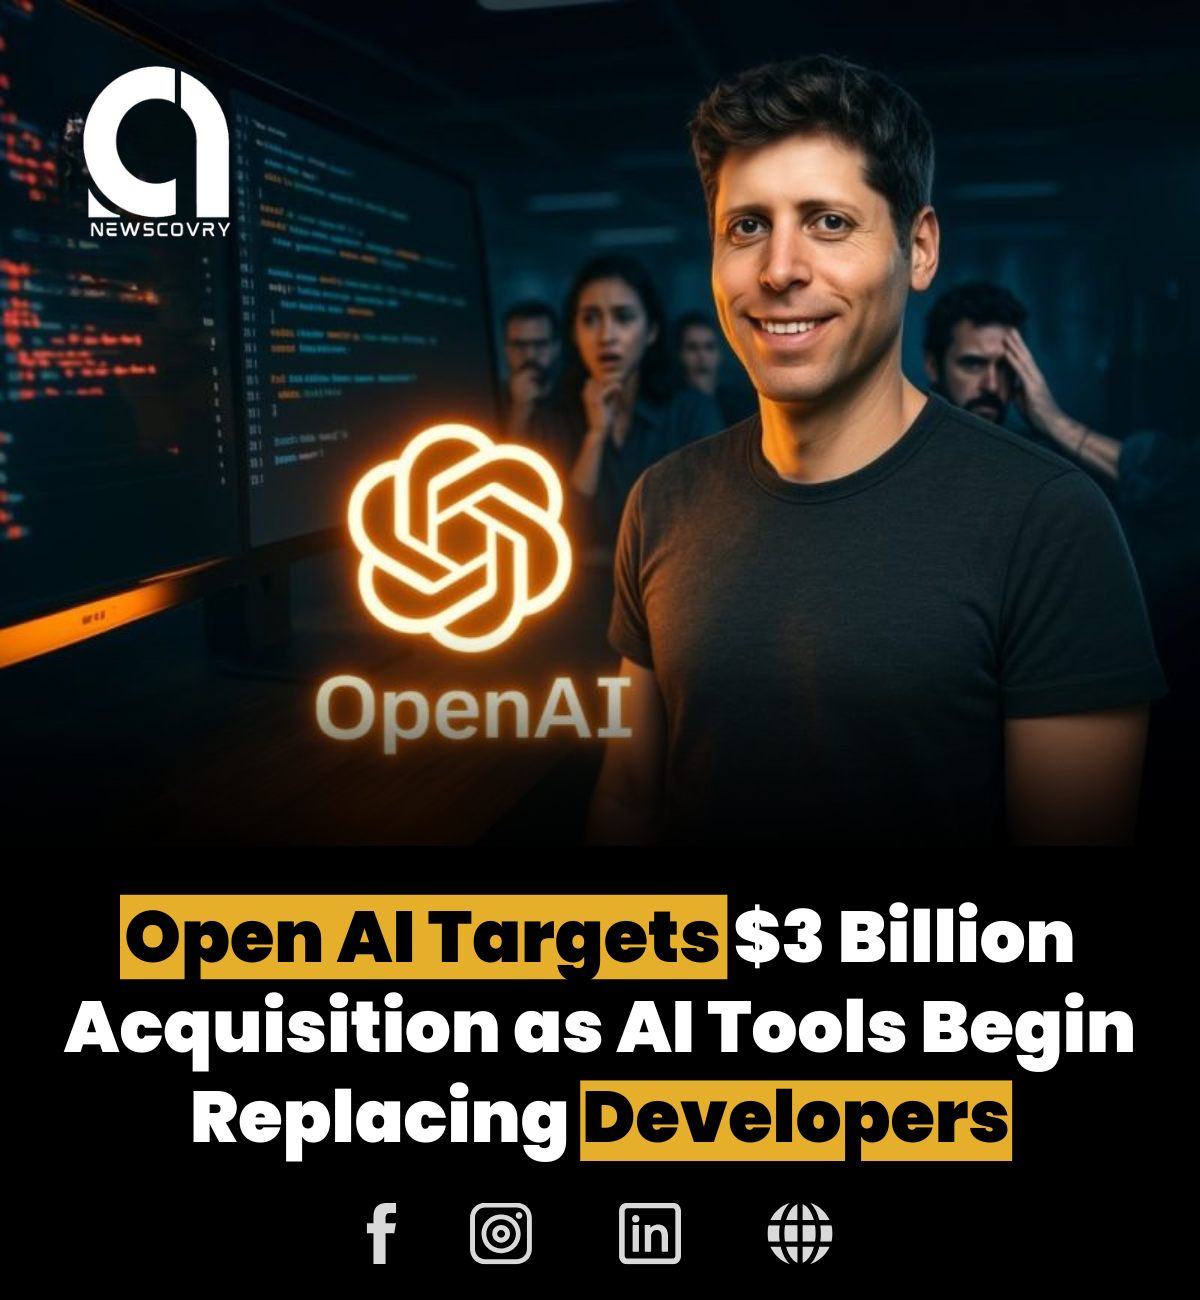 NEWSCOVRY
OpenAI
Open AI Targets $3 Billion
Acquisition as AI Tools Begin
Replacing Developers